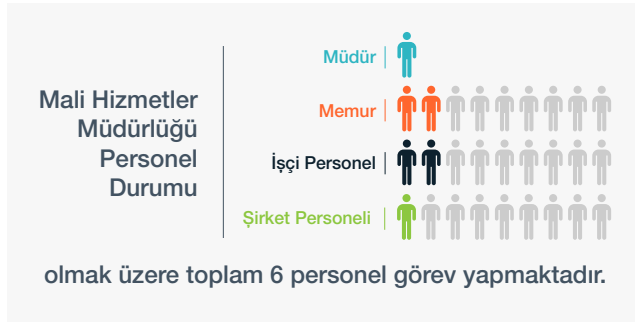 Mali Hizmetler
Müdürlüğü
Personel
Durumu
Müdür
Memur
İşçi Personel
Şirket Personeli
olmak üzere toplam 6 personel görev yapmaktadır.